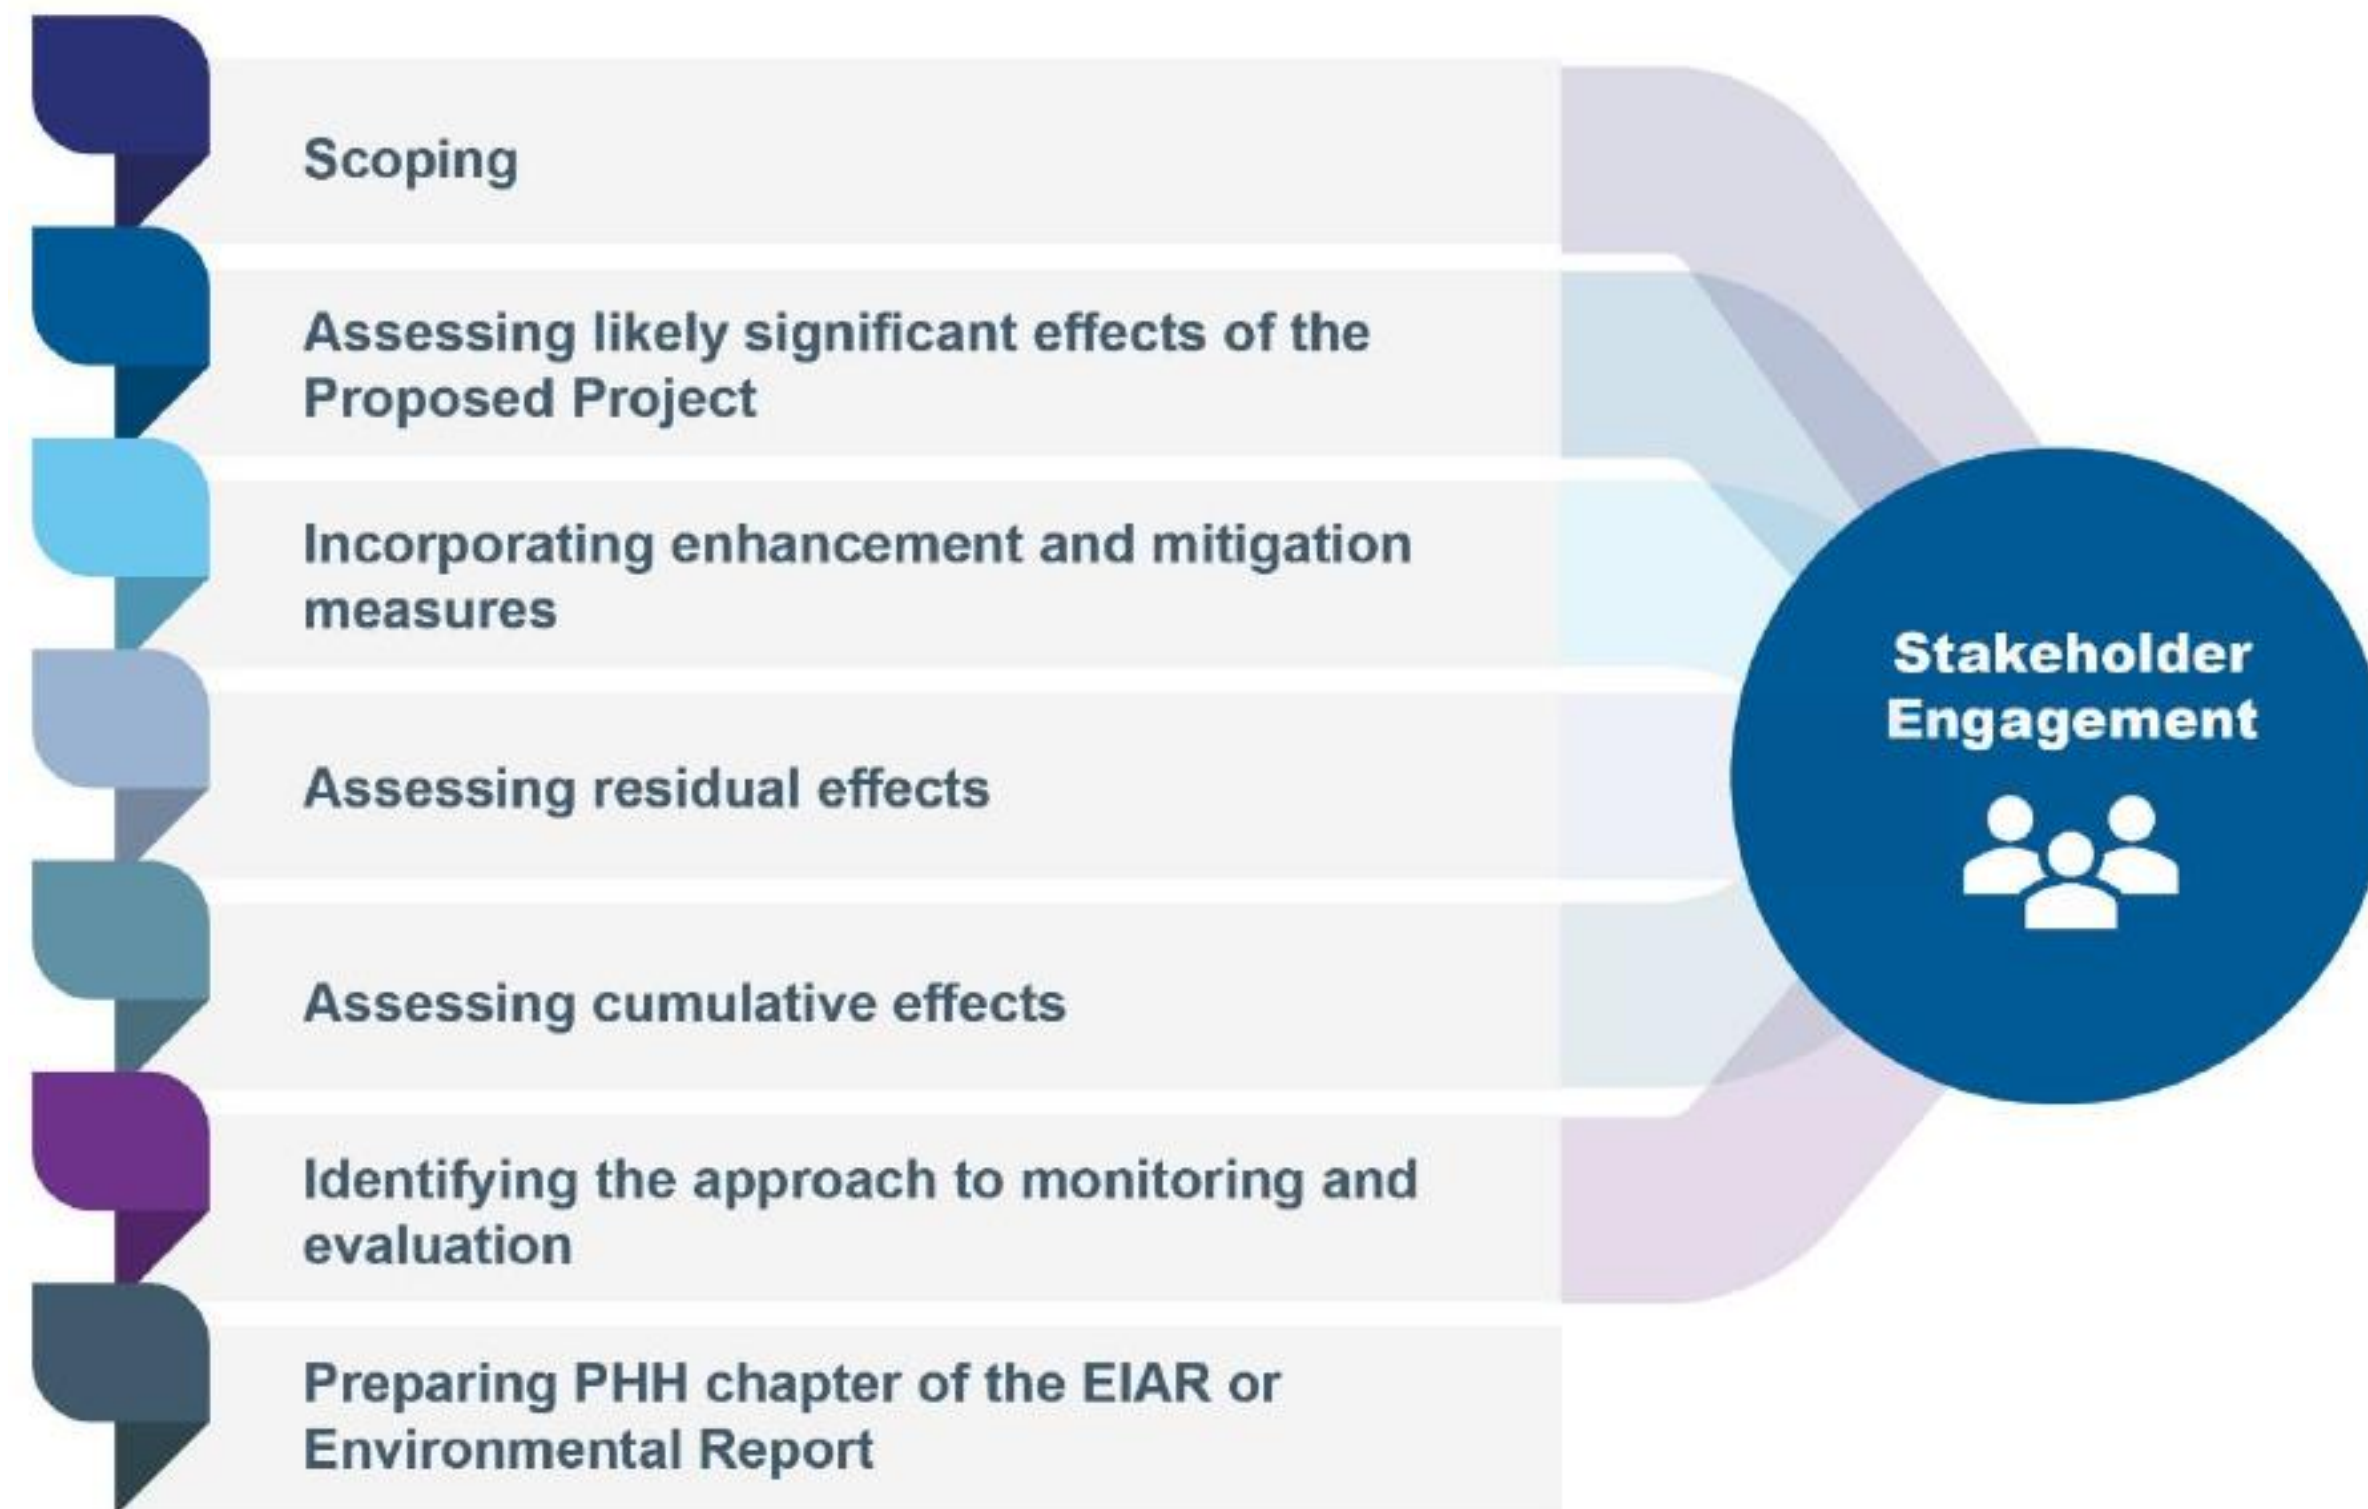 Scoping
Assessing likely significant effects of the
Proposed Project
Incorporating enhancement and mitigation
measures
Assessing residual effects
Assessing cumulative effects
Identifying the approach to monitoring and
evaluation
Preparing PHH chapter of the EIAR or
Environmental Report
Stakeholder
Engagement